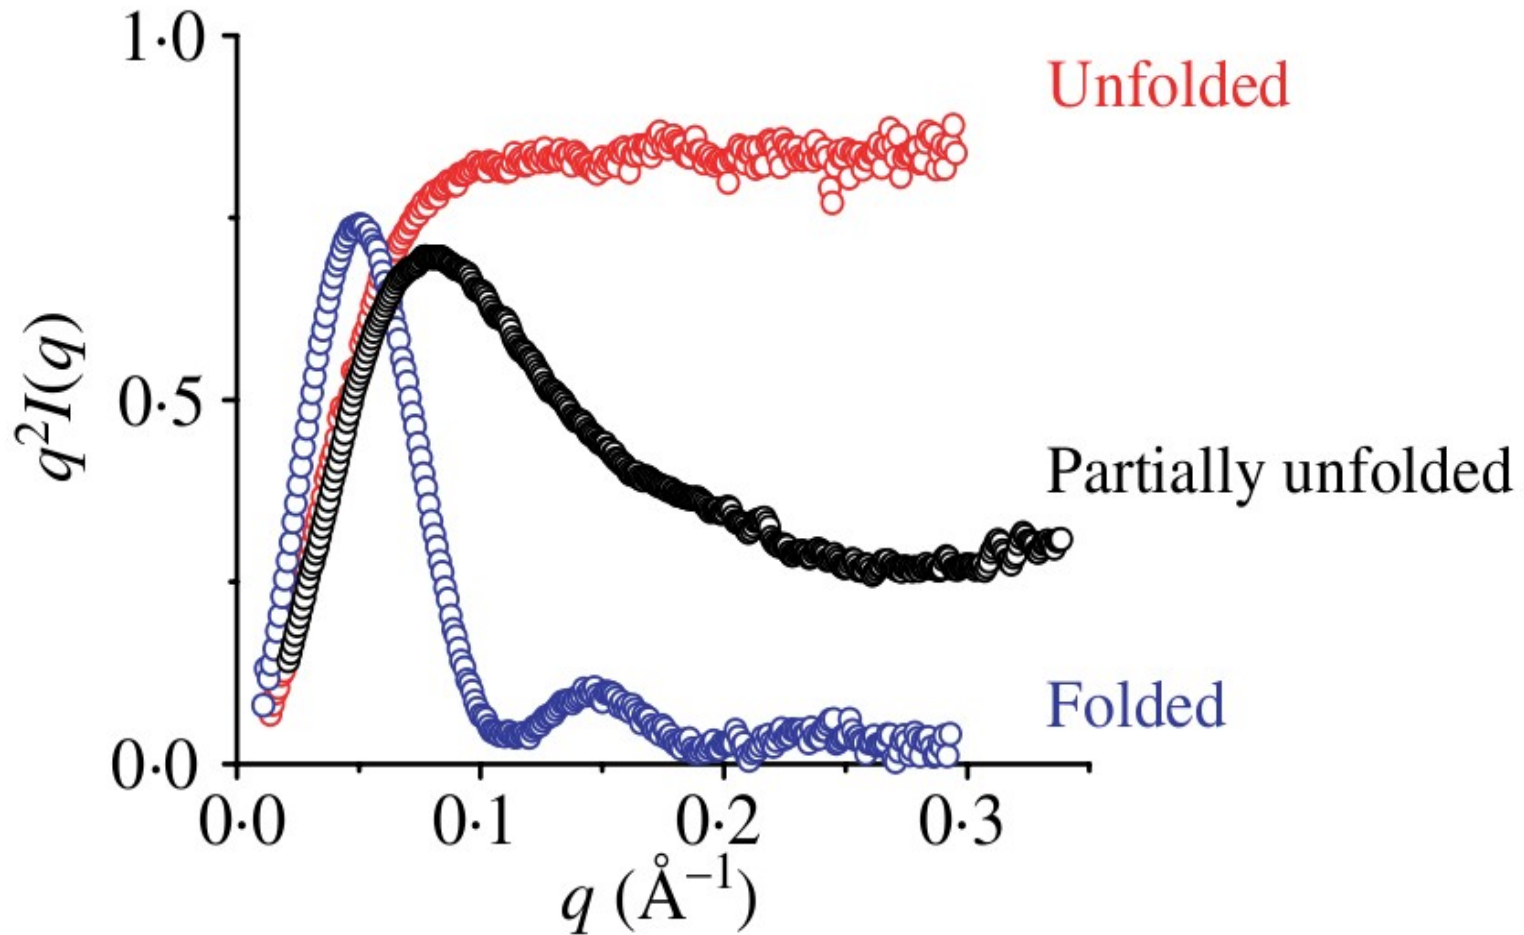 1·0
Unfolded
q²I(q)
0·5
Partially unfolded
Folded
0·0
0·0 0·1 0·2 0·3
q (Å⁻¹)